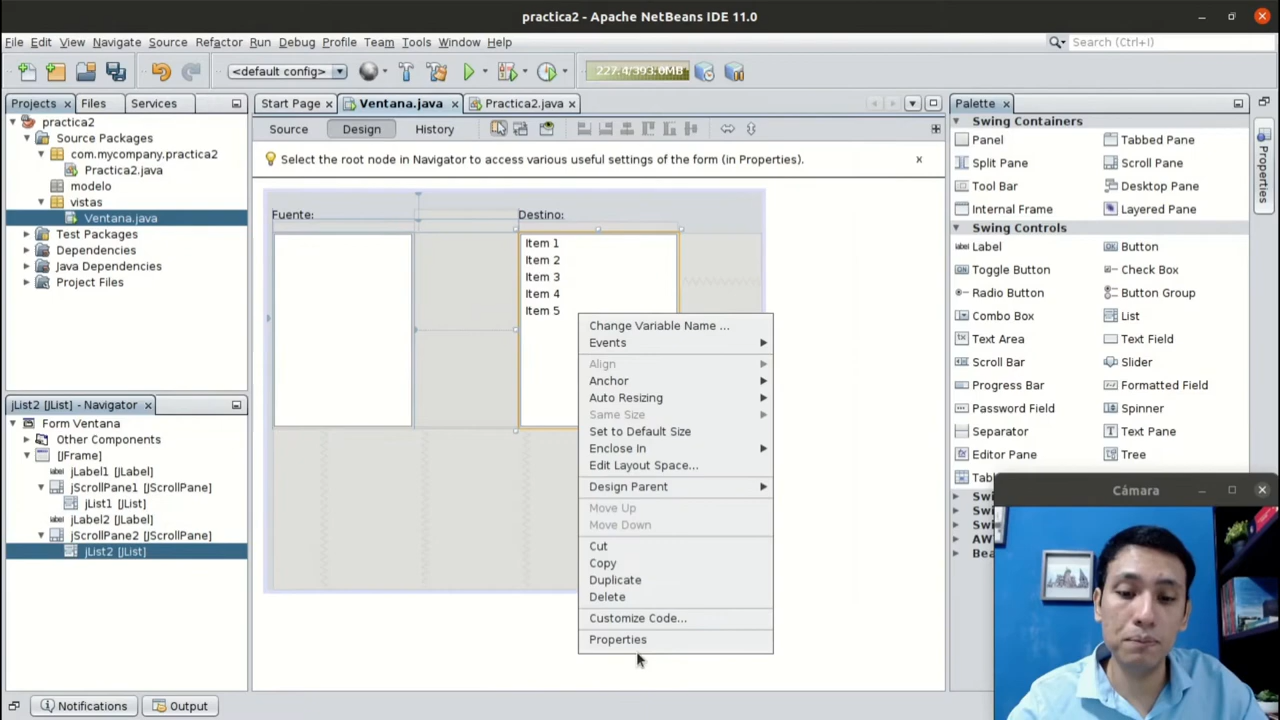 practica2 - Apache NetBeans IDE 11.0
File Edit View Navigate Source Refactor Run Debug Profile Team Tools Window Help
Search (Ctrl+I)
<default config>
227.4/393.0MB
Projects Files Services
Start Page Ventana.java Practica2.java
Palette
Properties
practica2
Source Packages
com.mycompany.practica2
Practica2.java
modelo
vistas
Ventana.java
Test Packages
Dependencies
Java Dependencies
Project Files
Source Design History
Select the root node in Navigator to access various useful settings of the form (in Properties).
Fuente:
Destino:
Item 1
Item 2
Item 3
Item 4
Item 5
Change Variable Name ...
Events
Align
Anchor
Auto Resizing
Same Size
Set to Default Size
Enclose In
Edit Layout Space...
Design Parent
Move Up
Move Down
Cut
Copy
Duplicate
Delete
Customize Code...
Properties
jList2 [JList] - Navigator
Form Ventana
Other Components
[JFrame]
jLabel1 [JLabel]
jScrollPane1 [JScrollPane]
jList1 [JList]
jLabel2 [JLabel]
jScrollPane2 [JScrollPane]
jList2 [JList]
Swing Containers
Panel Tabbed Pane
Split Pane Scroll Pane
Tool Bar Desktop Pane
Internal Frame Layered Pane
Swing Controls
Label Button
Toggle Button Check Box
Radio Button Button Group
Combo Box List
Text Area Text Field
Scroll Bar Slider
Progress Bar Formatted Field
Password Field Spinner
Separator Text Pane
Editor Pane Tree
Tab
Swi
Swi
Swi
AW
Bea
Cámara
Notifications Output